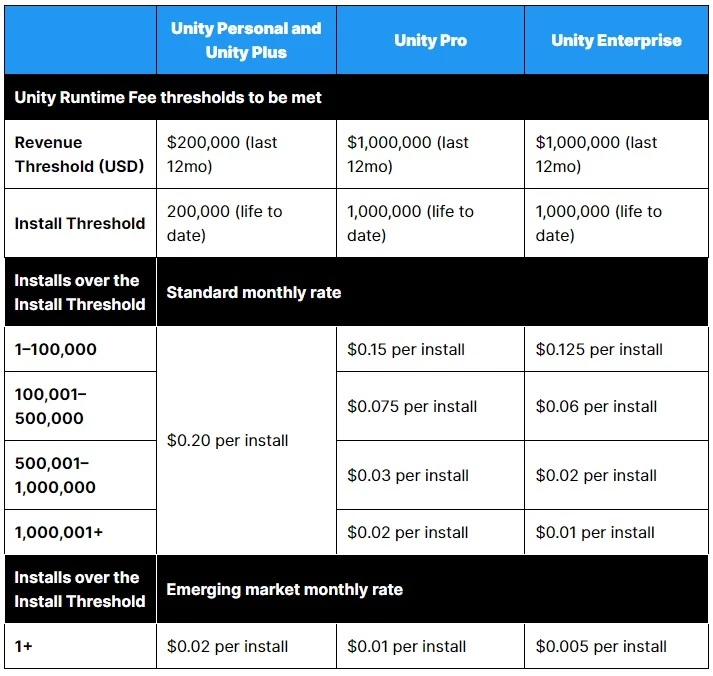 Unity Personal and
Unity Plus
Unity Pro
Unity Enterprise
Unity Runtime Fee thresholds to be met
Revenue
Threshold (USD)
$200,000 (last
12mo)
$1,000,000 (last
12mo)
$1,000,000 (last
12mo)
Install Threshold
200,000 (life to
date)
1,000,000 (life to
date)
1,000,000 (life to
date)
Installs over the
Install Threshold
Standard monthly rate
1–100,000
$0.20 per install
$0.15 per install
$0.125 per install
100,001–
500,000
$0.075 per install
$0.06 per install
500,001–
1,000,000
$0.03 per install
$0.02 per install
1,000,001+
$0.02 per install
$0.01 per install
Installs over the
Install Threshold
Emerging market monthly rate
1+
$0.02 per install
$0.01 per install
$0.005 per install